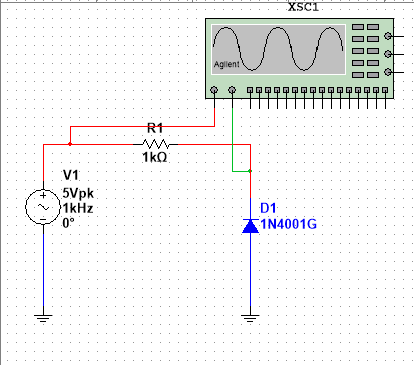 XSC1
Agilent
R1
1kΩ
V1
5Vpk
1kHz
0°
D1
1N4001G